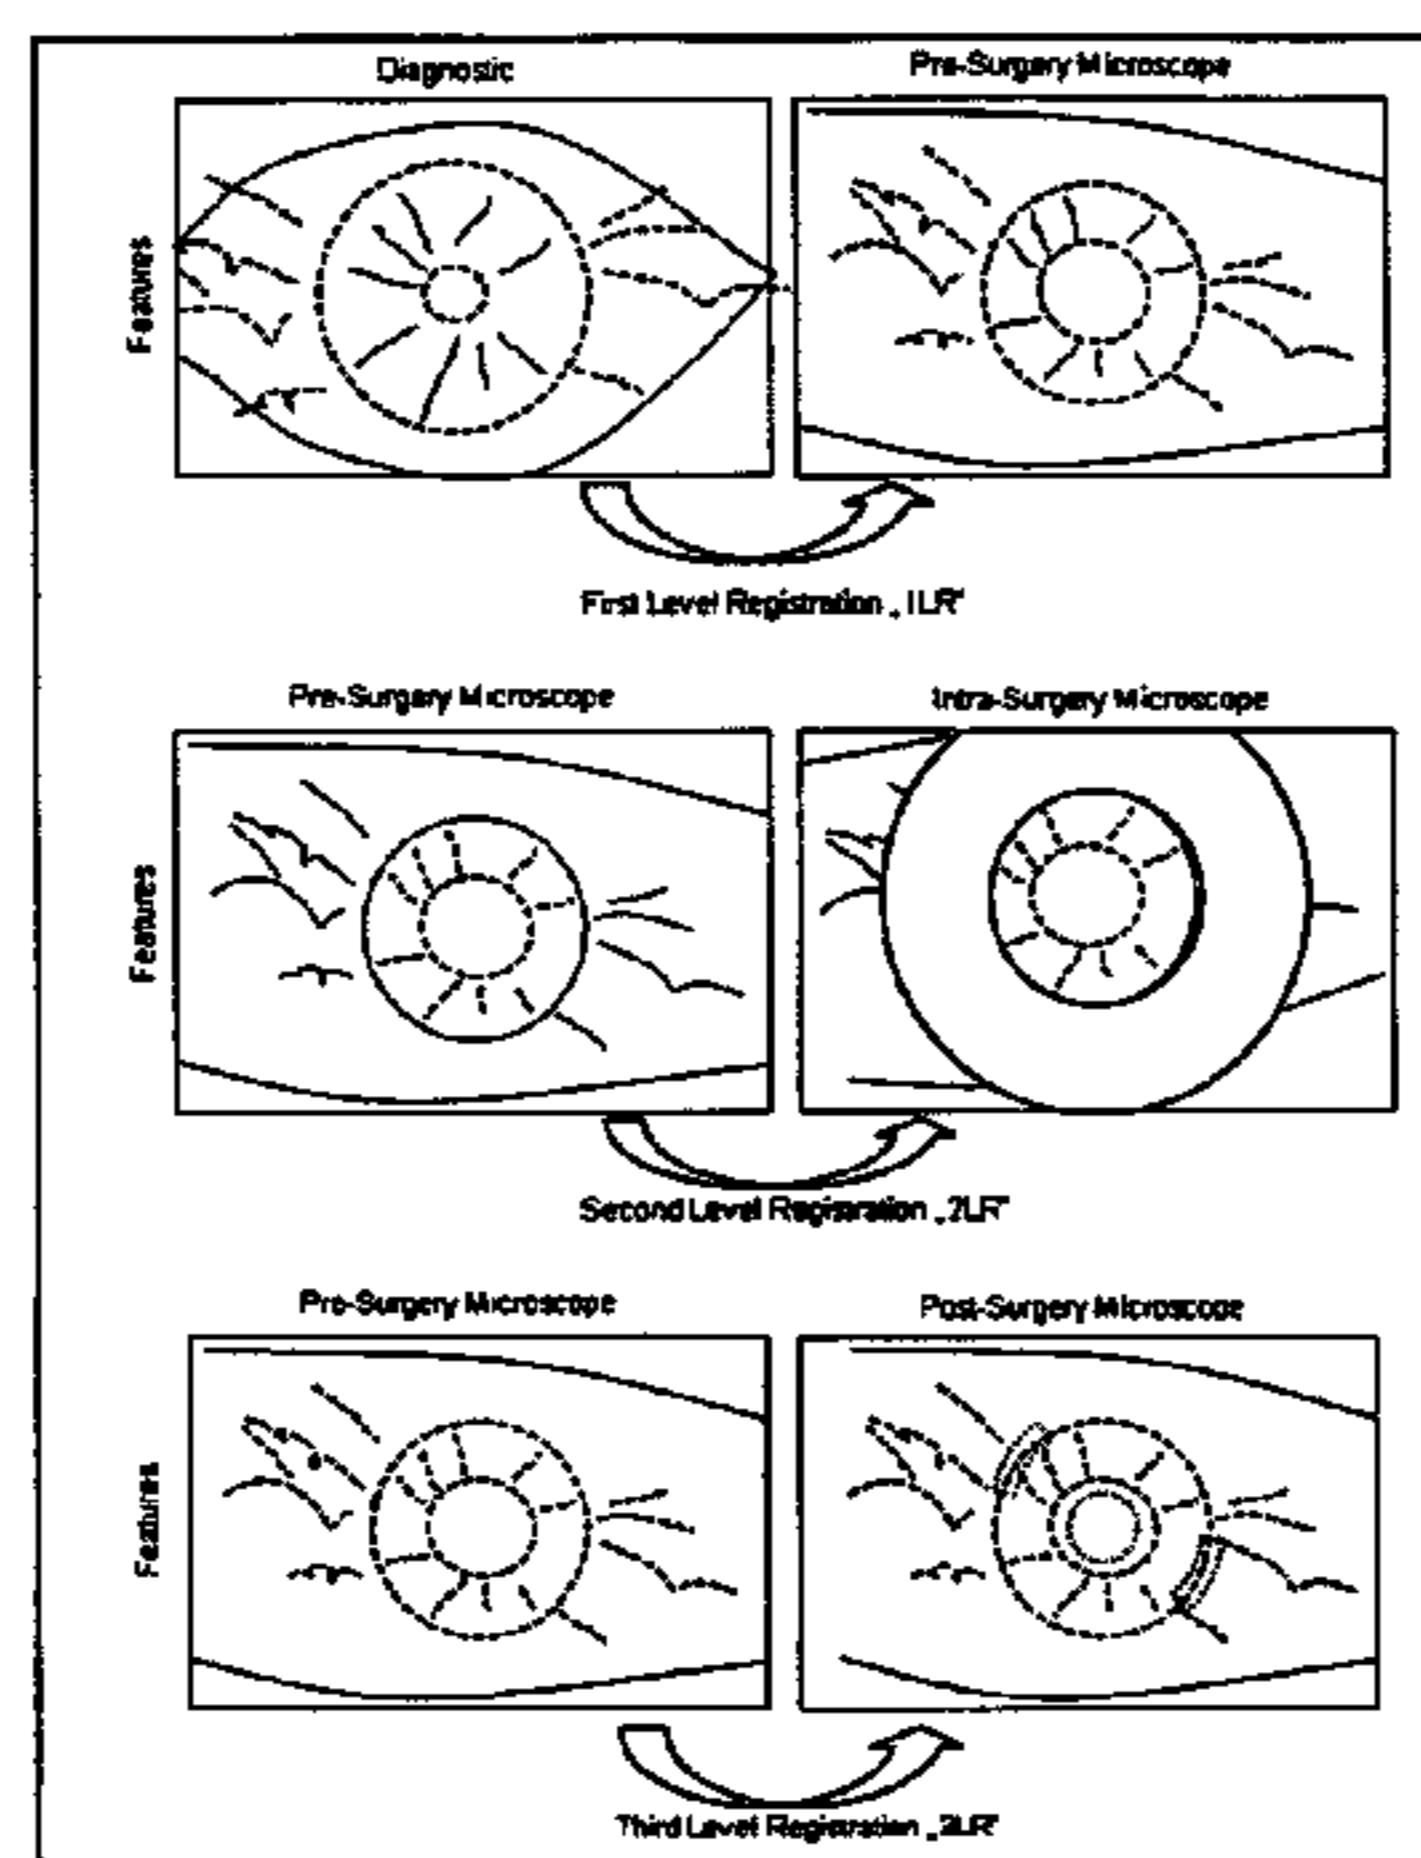 Diagnostic
Pre-Surgery Microscope
Features
First Level Registration „1LR"
Pre-Surgery Microscope
Intra-Surgery Microscope
Features
Second Level Registration „2LR"
Pre-Surgery Microscope
Post-Surgery Microscope
Features
Third Level Registration „3LR"